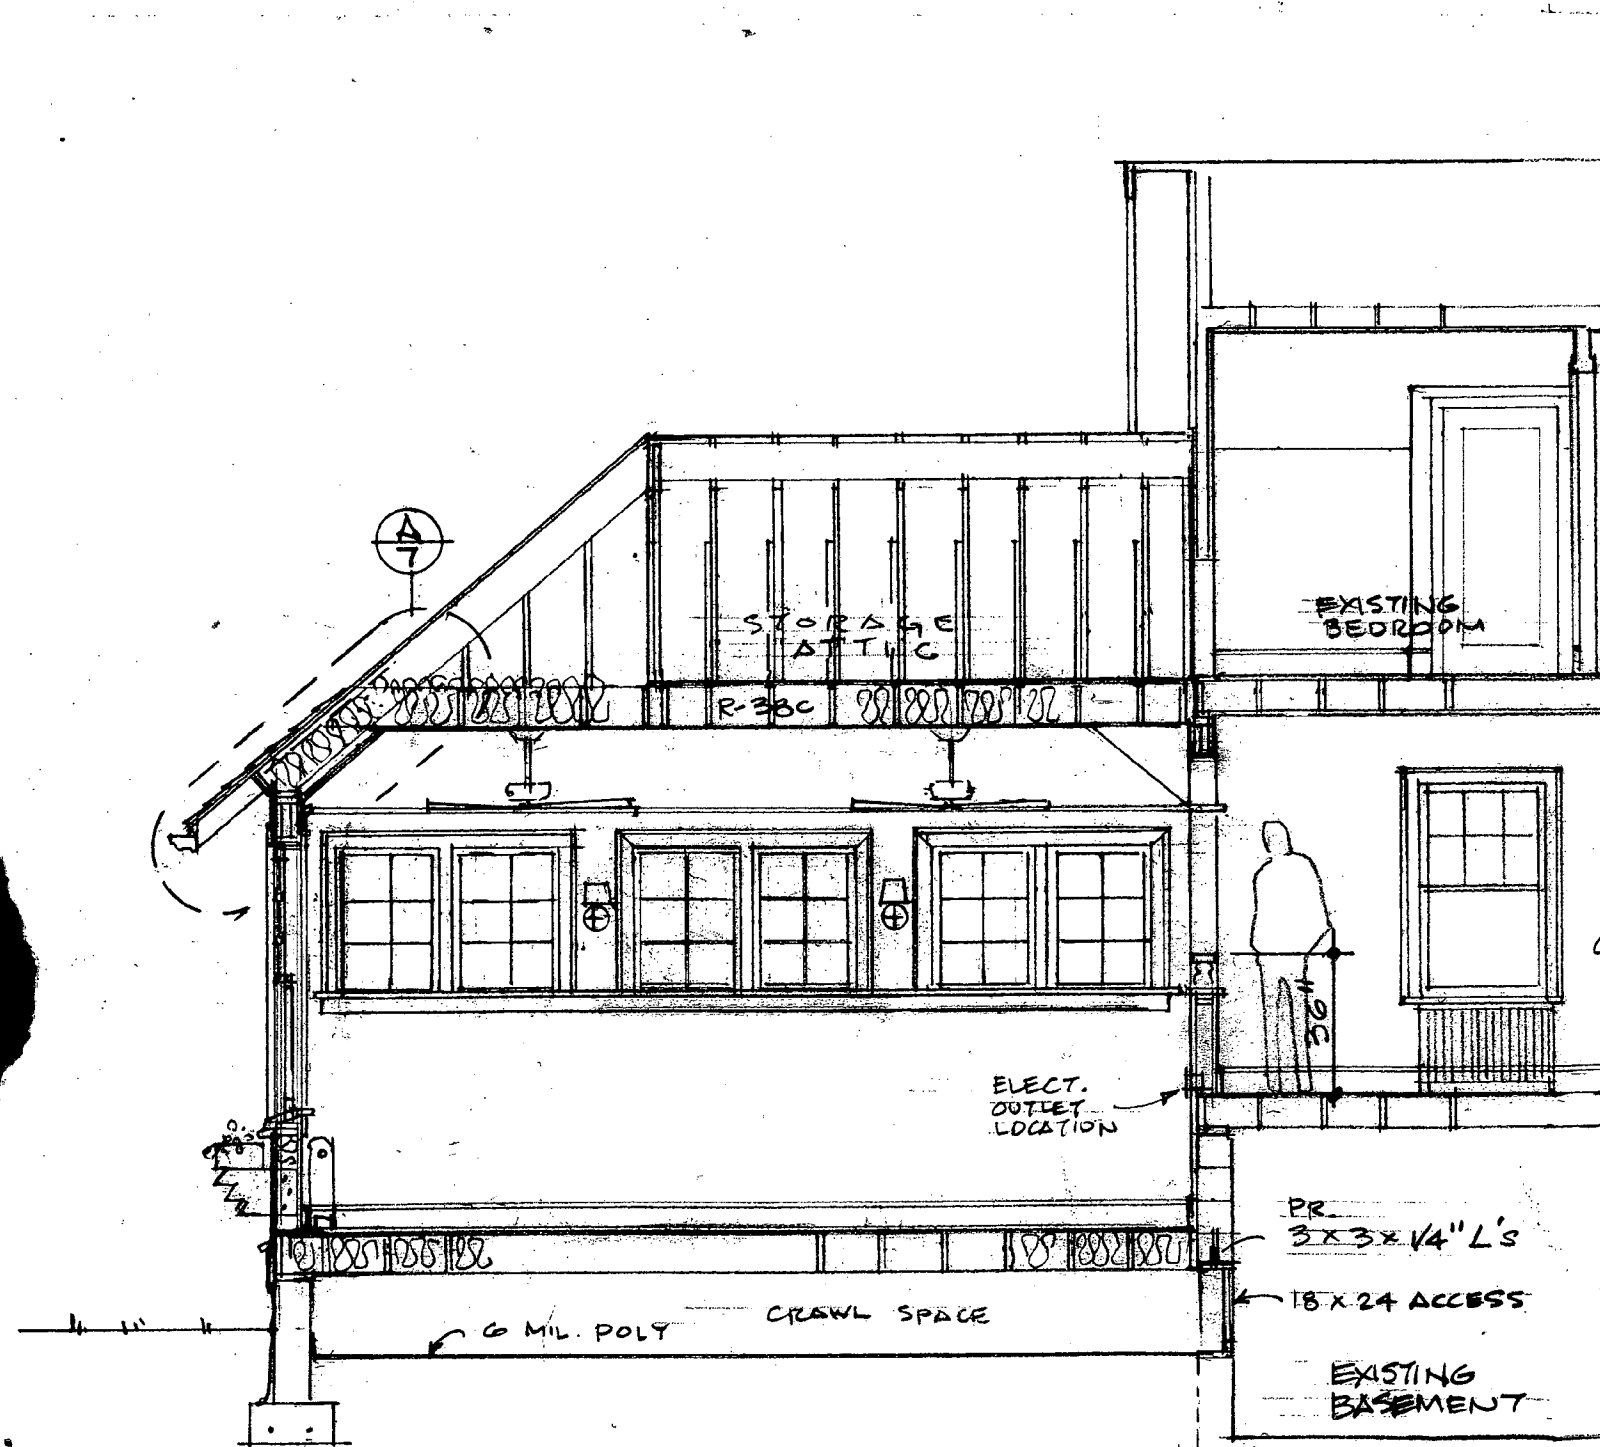 A
7
STORAGE
ATTIC
EXISTING
BEDROOM
R-38C
36"
ELECT.
OUTLET
LOCATION
PR.
3 x 3 x 1/4" L's
18 x 24 ACCESS
CRAWL SPACE
6 MIL. POLY
EXISTING
BASEMENT